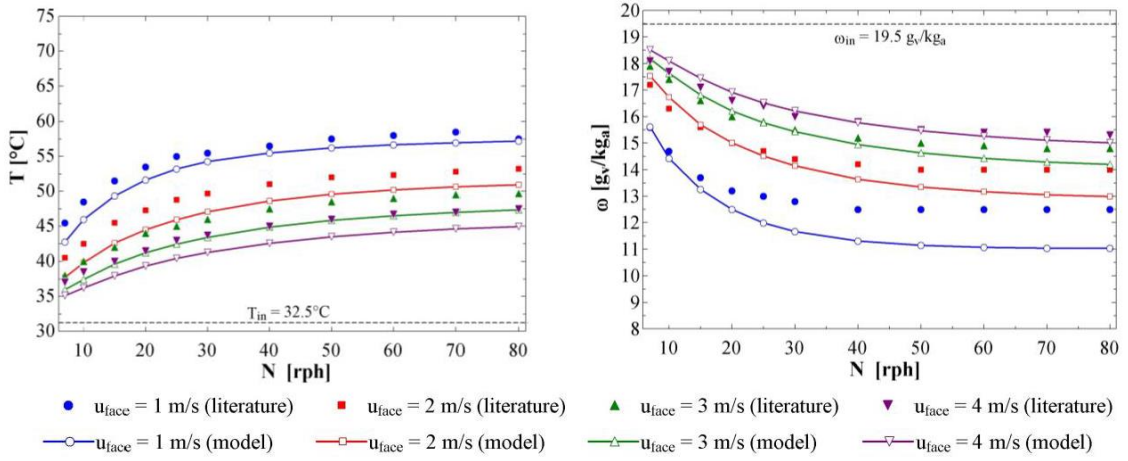 75
70
65
60
55
50
45
40
35
30
T [°C]
T_in = 32.5°C
10 20 30 40 50 60 70 80
N [rph]
20
19
18
17
16
15
14
13
12
11
10
9
8
ω [g_v/kg_a]
ω_in = 19.5 g_v/kg_a
10 20 30 40 50 60 70 80
N [rph]
u_face = 1 m/s (literature) u_face = 2 m/s (literature) u_face = 3 m/s (literature) u_face = 4 m/s (literature)
u_face = 1 m/s (model) u_face = 2 m/s (model) u_face = 3 m/s (model) u_face = 4 m/s (model)